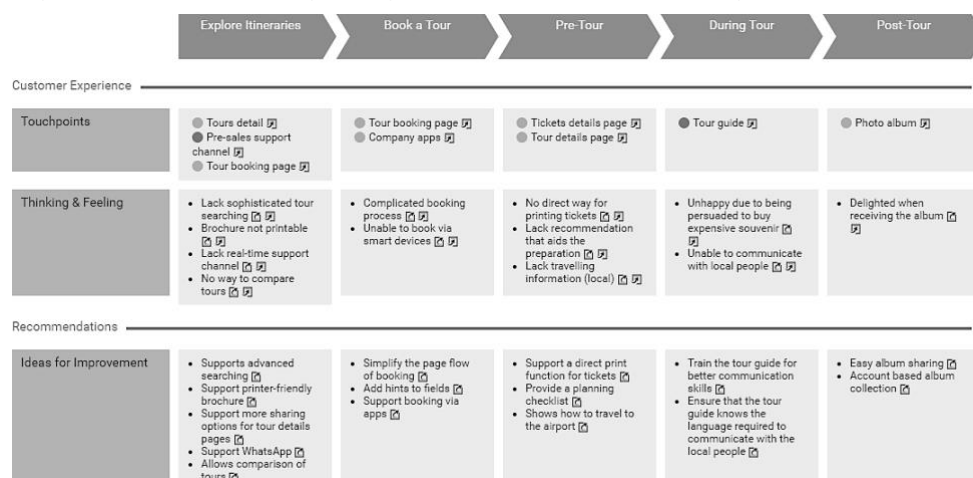 Explore Itineraries
Book a Tour
Pre-Tour
During Tour
Post-Tour
Customer Experience
Touchpoints
Tours detail
Pre-sales support
channel
Tour booking page
Tour booking page
Company apps
Tickets details page
Tour details page
Tour guide
Photo album
Thinking & Feeling
Lack sophisticated tour
searching
Brochure not printable
Lack real-time support
channel
No way to compare
tours
Complicated booking
process
Unable to book via
smart devices
No direct way for
printing tickets
Lack recommendation
that aids the
preparation
Lack travelling
information (local)
Unhappy due to being
persuaded to buy
expensive souvenir
Unable to communicate
with local people
Delighted when
receiving the album
Recommendations
Ideas for Improvement
Supports advanced
searching
Support printer-friendly
brochure
Support more sharing
options for tour details
pages
Support WhatsApp
Allows comparison of
tours
Simplify the page flow
of booking
Add hints to fields
Support booking via
apps
Support a direct print
function for tickets
Provide a planning
checklist
Shows how to travel to
the airport
Train the tour guide for
better communication
skills
Ensure that the tour
guide knows the
language required to
communicate with the
local people
Easy album sharing
Account based album
collection